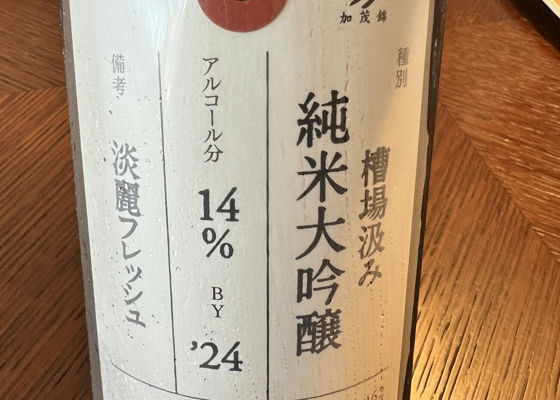 加茂錦
種別
槽場汲み
純米大吟醸
アルコール分
14
%
BY
’24
備考
淡麗フレッシュ